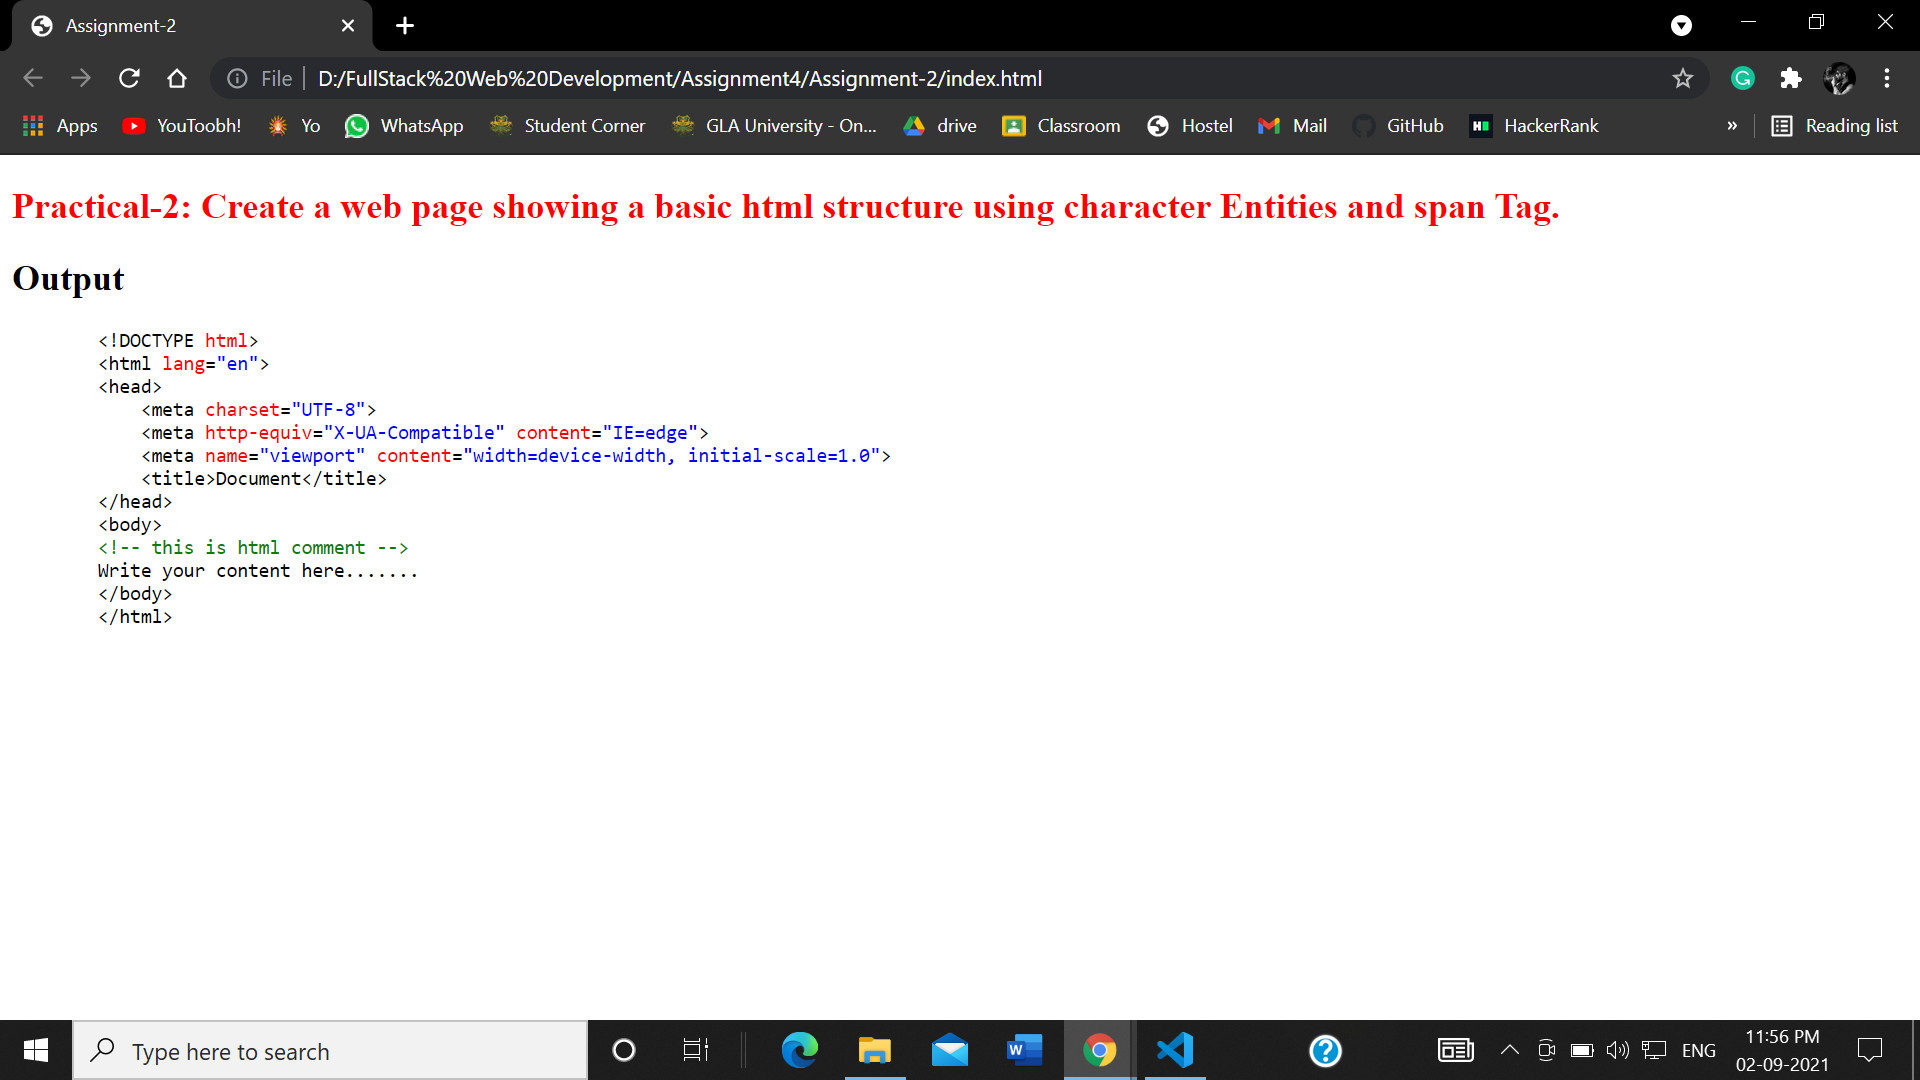 Assignment-2
File D:/FullStack%20Web%20Development/Assignment4/Assignment-2/index.html
Apps YouToobh! Yo WhatsApp Student Corner GLA University - On... drive Classroom Hostel Mail GitHub HackerRank » Reading list
Practical-2: Create a web page showing a basic html structure using character Entities and span Tag.
Output
<!DOCTYPE html>
<html lang="en">
<head>
    <meta charset="UTF-8">
    <meta http-equiv="X-UA-Compatible" content="IE=edge">
    <meta name="viewport" content="width=device-width, initial-scale=1.0">
    <title>Document</title>
</head>
<body>
<!-- this is html comment -->
Write your content here.......
</body>
</html>
Type here to search
ENG
11:56 PM
02-09-2021